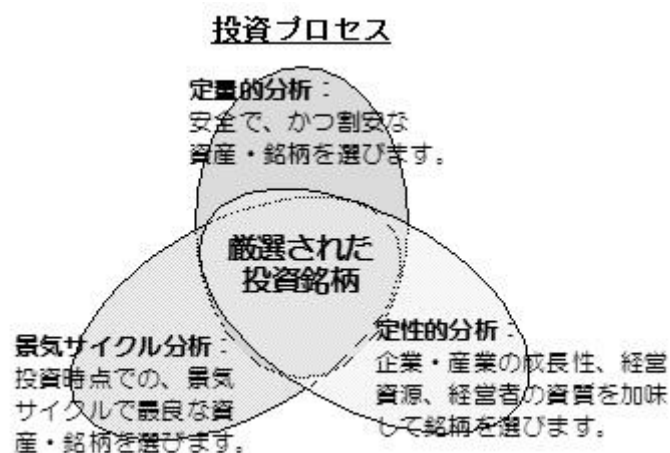 投資プロセス
定量的分析：
安全で、かつ割安な
資産・銘柄を選びます。
厳選された
投資銘柄
景気サイクル分析：
投資時点での、景気
サイクルで最良な資
産・銘柄を選びます。
定性的分析：
企業・産業の成長性、経営
資源、経営者の資質を加味
して銘柄を選びます。